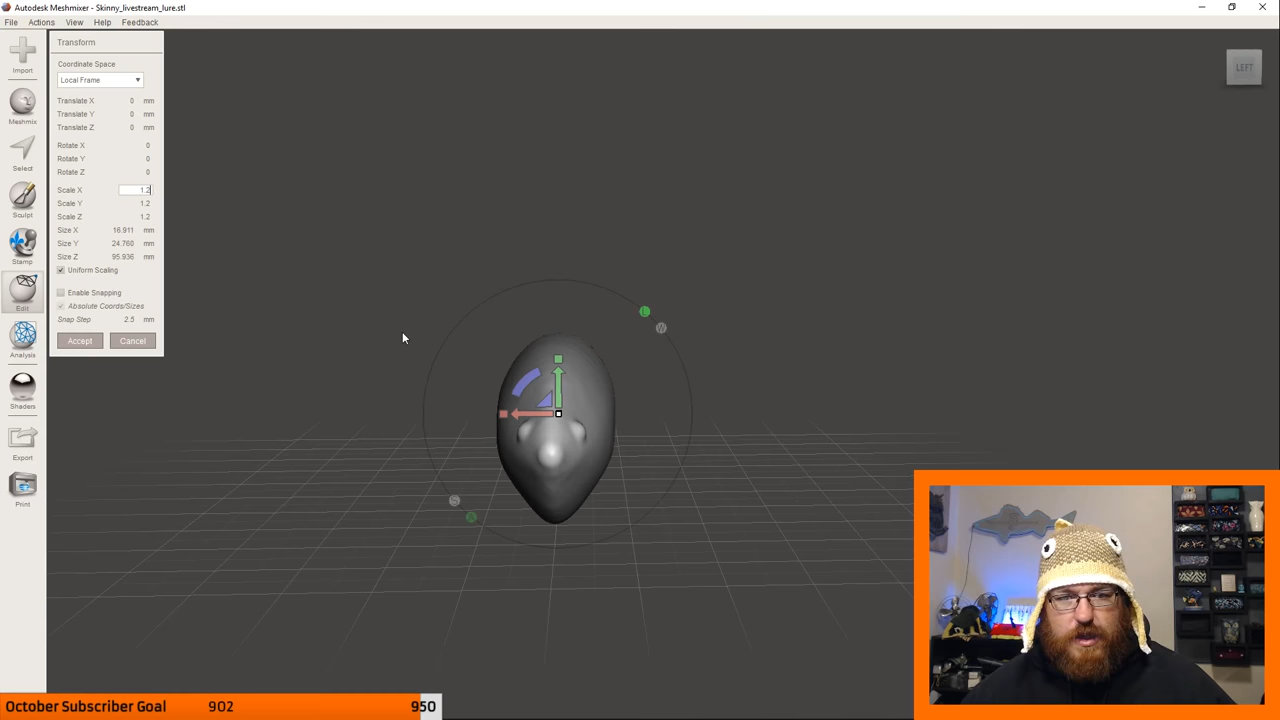 Autodesk Meshmixer - Skinny_livestream_lure.stl
File Actions View Help Feedback
Import
Meshmix
Select
Sculpt
Stamp
Edit
Analysis
Shaders
Export
Print
Transform
Coordinate Space
Local Frame
Translate X 0 mm
Translate Y 0 mm
Translate Z 0 mm
Rotate X 0
Rotate Y 0
Rotate Z 0
Scale X 1.2
Scale Y 1.2
Scale Z 1.2
Size X 16.911 mm
Size Y 24.760 mm
Size Z 95.936 mm
Uniform Scaling
Enable Snapping
Absolute Coords/Sizes
Snap Step 2.5 mm
Accept Cancel
LEFT
L
W
October Subscriber Goal 902 950